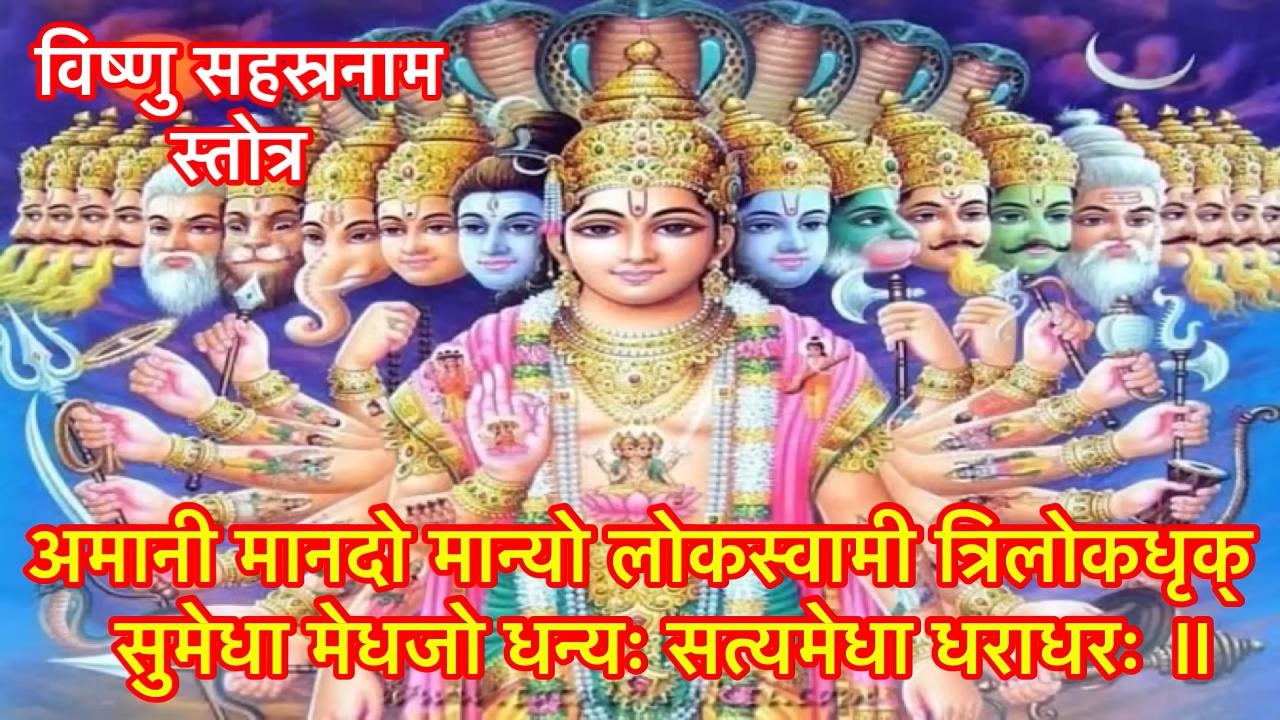 विष्णु सहस्रनाम
स्तोत्र
अमानी मानदो मान्यो लोकस्वामी त्रिलोकधृक्
सुमेधा मेधजो धन्यः सत्यमेधा धराधरः ॥